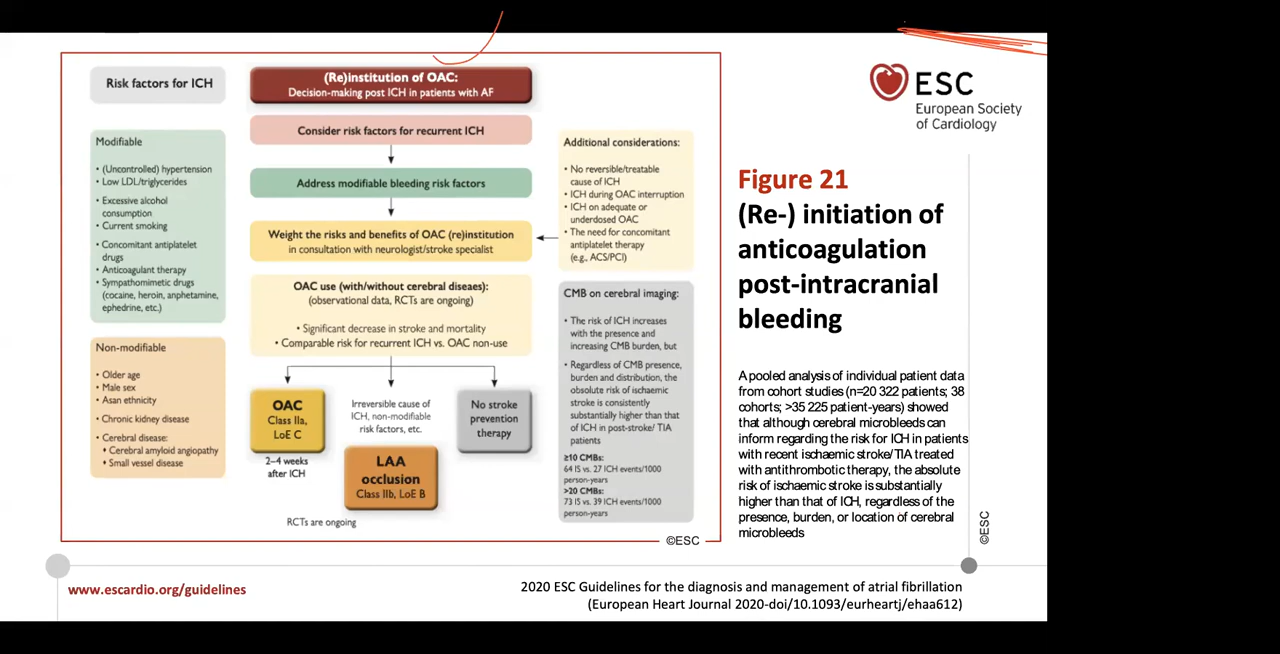 Risk factors for ICH
Modifiable
• (Uncontrolled) hypertension
• Low LDL/triglycerides
• Excessive alcohol
consumption
• Current smoking
• Concomitant antiplatelet
drugs
• Anticoagulant therapy
• Sympathomimetic drugs
(cocaine, heroin, anphetamine,
ephedrine, etc.)
Non-modifiable
• Older age
• Male sex
• Asan ethnicity
• Chronic kidney disease
• Cerebral disease:
• Cerebral amyloid angiopathy
• Small vessel disease
(Re)institution of OAC:
Decision-making post ICH in patients with AF
Consider risk factors for recurrent ICH
Address modifiable bleeding risk factors
Weight the risks and benefits of OAC (re)institution
in consultation with neurologist/stroke specialist
OAC use (with/without cerebral diseaes):
(observational data, RCTs are ongoing)
• Significant decrease in stroke and mortality
• Comparable risk for recurrent ICH vs. OAC non-use
OAC
Class IIa,
LoE C
2–4 weeks
after ICH
Irreversible cause of
ICH, non-modifiable
risk factors, etc.
LAA
occlusion
Class IIb, LoE B
No stroke
prevention
therapy
RCTs are ongoing
Additional considerations:
• No reversible/treatable
cause of ICH
• ICH during OAC interruption
• ICH on adequate or
underdosed OAC
• The need for concomitant
antiplatelet therapy
(e.g., ACS/PCI)
CMB on cerebral imaging:
• The risk of ICH increases
with the presence and
increasing CMB burden, but
• Regardless of CMB presence,
burden and distribution, the
absolute risk of ischaemic
stroke is consistently
substantially higher than that
of ICH in post-stroke/ TIA
patients
≥10 CMBs:
64 IS vs. 27 ICH events/1000
person-years
>20 CMBs:
73 IS vs. 39 ICH events/1000
person-years
©ESC
ESC
European Society
of Cardiology
Figure 21
(Re-) initiation of
anticoagulation
post-intracranial
bleeding
A pooled analysis of individual patient data
from cohort studies (n=20 322 patients; 38
cohorts; >35 225 patient-years) showed
that although cerebral microbleeds can
inform regarding the risk for ICH in patients
with recent ischaemic stroke/TIA treated
with antithrombotic therapy, the absolute
risk of ischaemic stroke is substantially
higher than that of ICH, regardless of the
presence, burden, or location of cerebral
microbleeds
©ESC
www.escardio.org/guidelines
2020 ESC Guidelines for the diagnosis and management of atrial fibrillation
(European Heart Journal 2020-doi/10.1093/eurheartj/ehaa612)